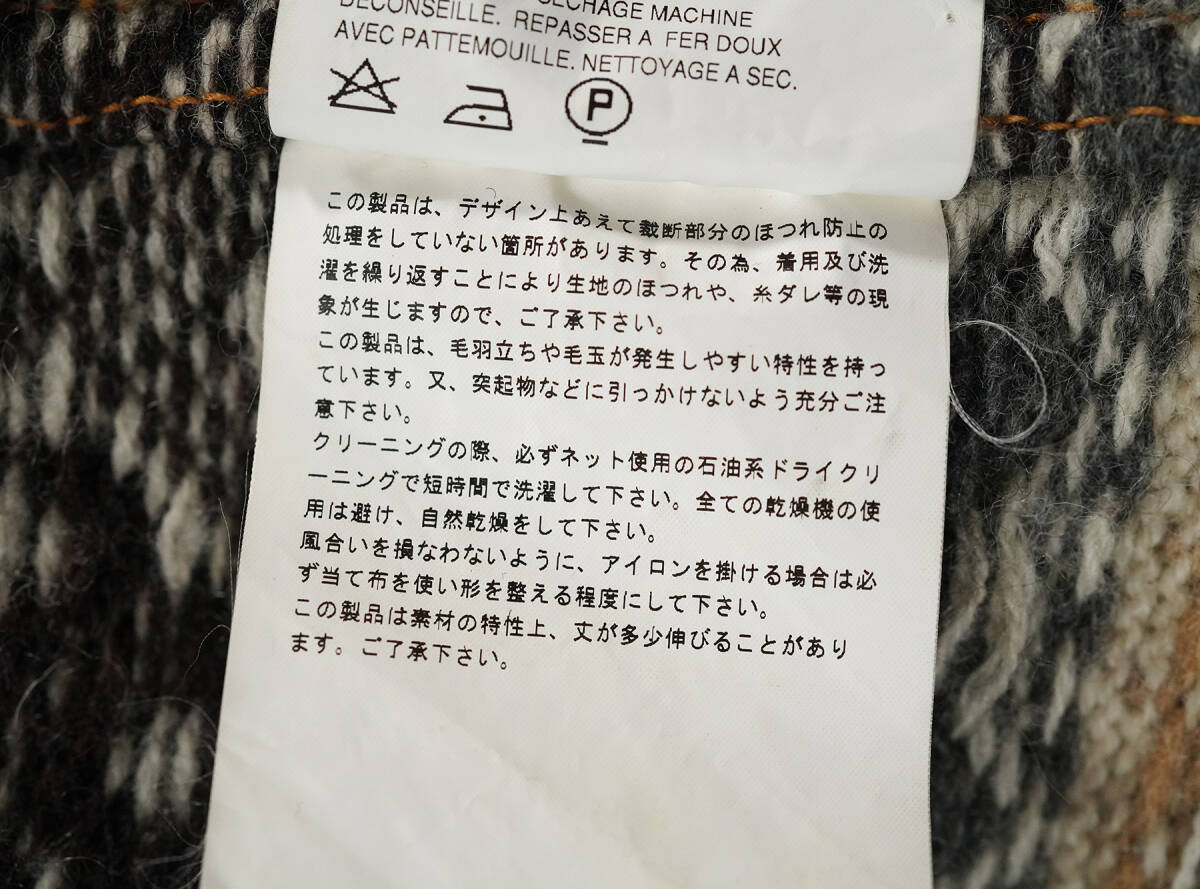 SECHAGE MACHINE
DECONSEILLE. REPASSER A FER DOUX
AVEC PATTEMOUILLE. NETTOYAGE A SEC.
P
この製品は、デザイン上あえて裁断部分のほつれ防止の
処理をしていない箇所があります。その為、着用及び洗
濯を繰り返すことにより生地のほつれや、糸ダレ等の現
象が生じますので、ご了承下さい。
この製品は、毛羽立ちや毛玉が発生しやすい特性を持っ
ています。又、突起物などに引っかけないよう充分ご注
意下さい。
クリーニングの際、必ずネット使用の石油系ドライクリ
ーニングで短時間で洗濯して下さい。全ての乾燥機の使
用は避け、自然乾燥をして下さい。
風合いを損なわないように、アイロンを掛ける場合は必
ず当て布を使い形を整える程度にして下さい。
この製品は素材の特性上、丈が多少伸びることがあり
ます。ご了承下さい。